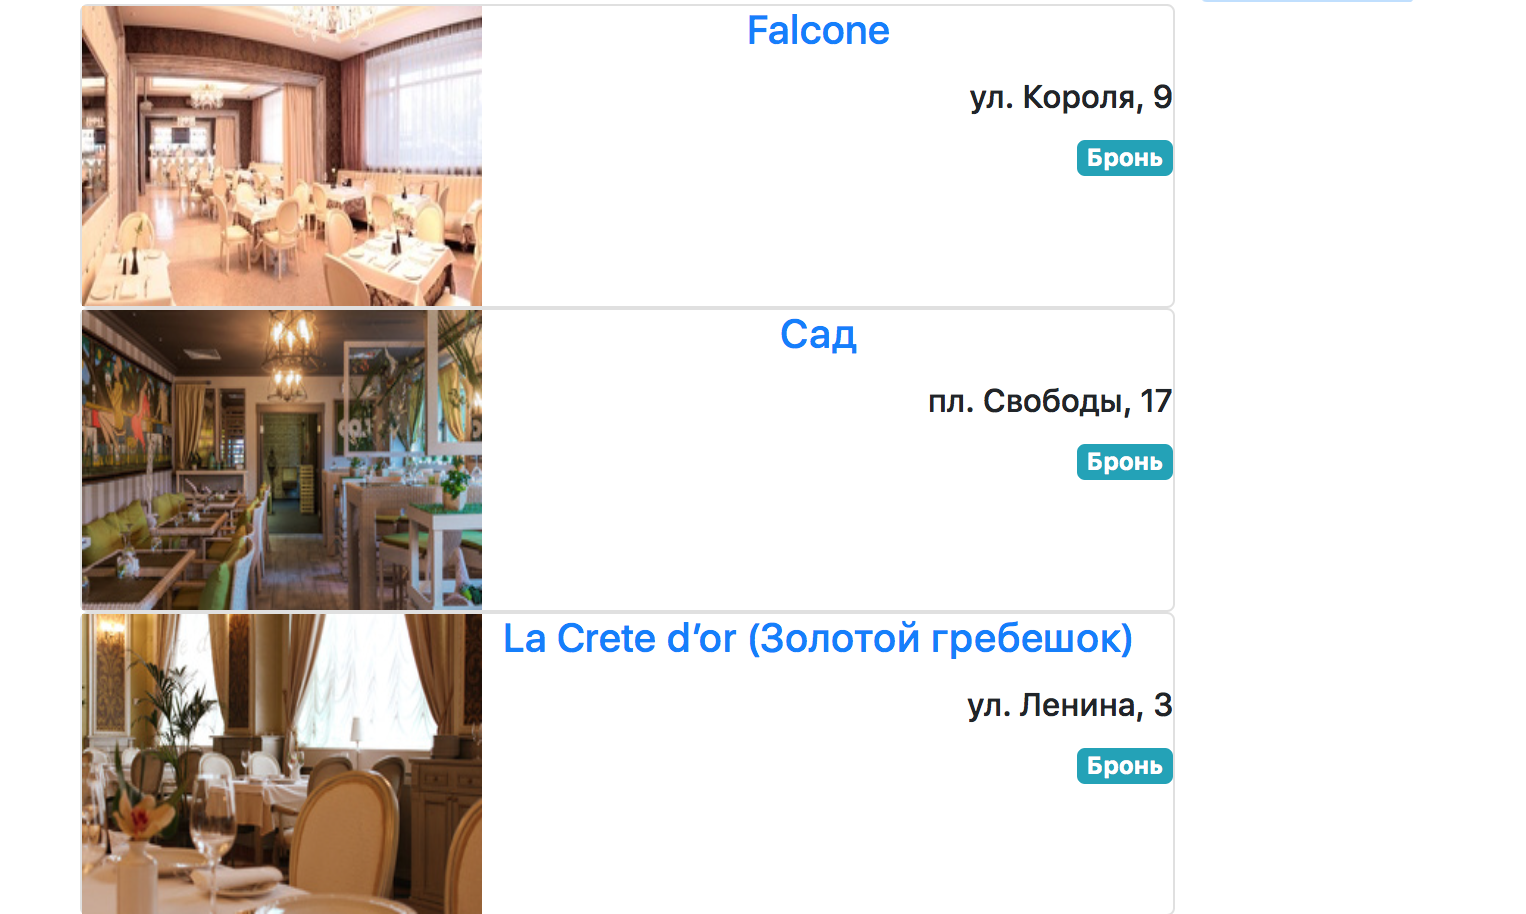 Falcone
ул. Короля, 9
Бронь
Сад
пл. Свободы, 17
Бронь
La Crete d’or (Золотой гребешок)
ул. Ленина, 3
Бронь